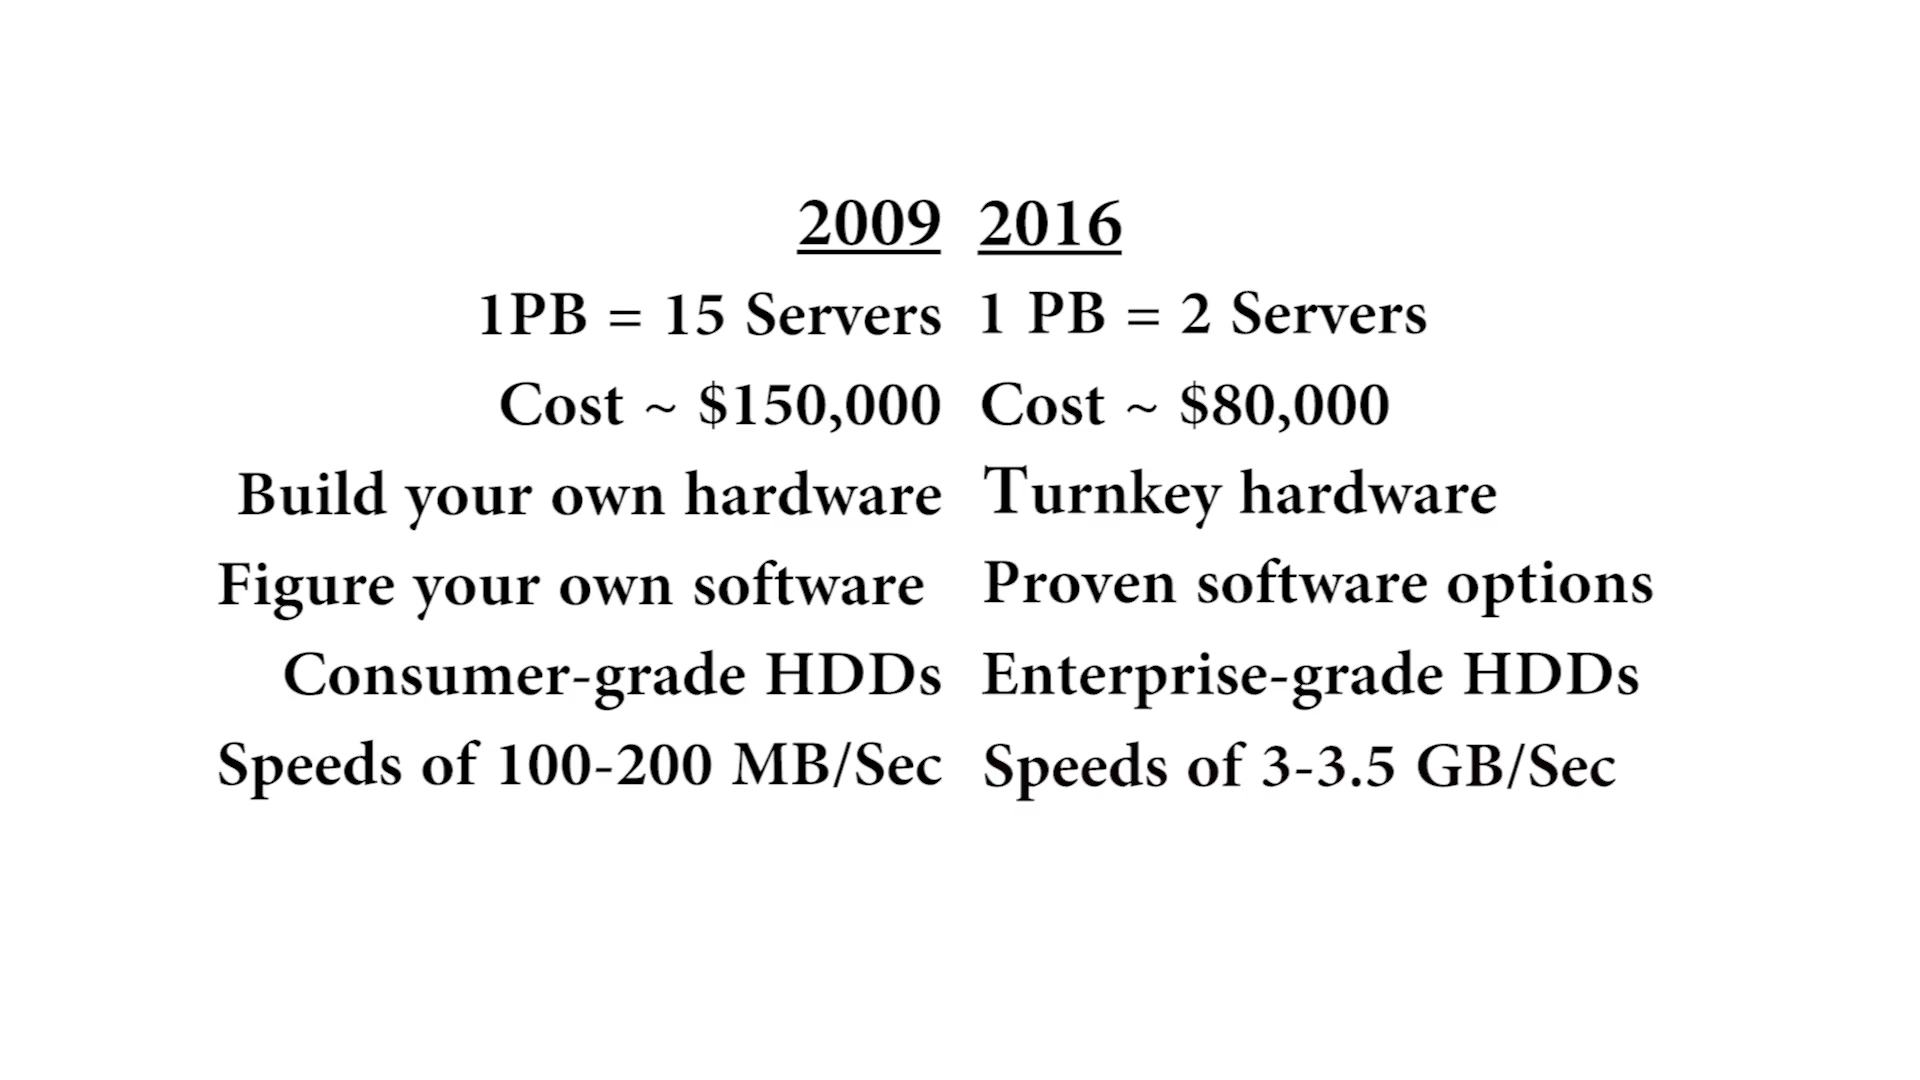 2009 2016
1PB = 15 Servers 1 PB = 2 Servers
Cost ~ $150,000 Cost ~ $80,000
Build your own hardware Turnkey hardware
Figure your own software Proven software options
Consumer-grade HDDs Enterprise-grade HDDs
Speeds of 100-200 MB/Sec Speeds of 3-3.5 GB/Sec